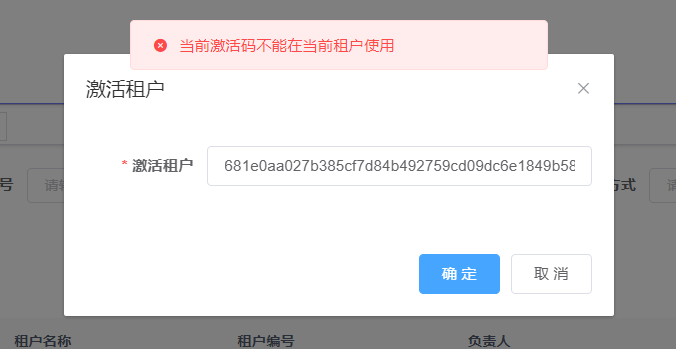 当前激活码不能在当前租户使用
激活租户
* 激活租户
681e0aa027b385cf7d84b492759cd09dc6e1849b58
号
方式
确 定
取 消
租户名称
租户编号
负责人